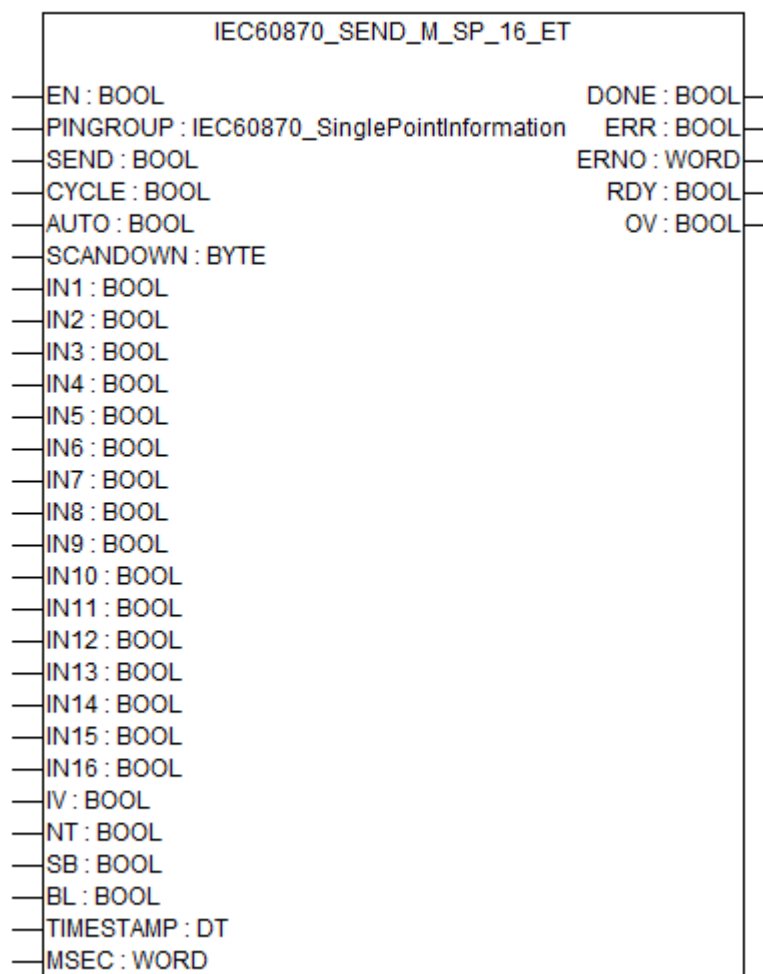 IEC60870_SEND_M_SP_16_ET
EN : BOOL DONE : BOOL
PINGROUP : IEC60870_SinglePointInformation ERR : BOOL
SEND : BOOL ERNO : WORD
CYCLE : BOOL RDY : BOOL
AUTO : BOOL OV : BOOL
SCANDOWN : BYTE
IN1 : BOOL
IN2 : BOOL
IN3 : BOOL
IN4 : BOOL
IN5 : BOOL
IN6 : BOOL
IN7 : BOOL
IN8 : BOOL
IN9 : BOOL
IN10 : BOOL
IN11 : BOOL
IN12 : BOOL
IN13 : BOOL
IN14 : BOOL
IN15 : BOOL
IN16 : BOOL
IV : BOOL
NT : BOOL
SB : BOOL
BL : BOOL
TIMESTAMP : DT
MSEC : WORD